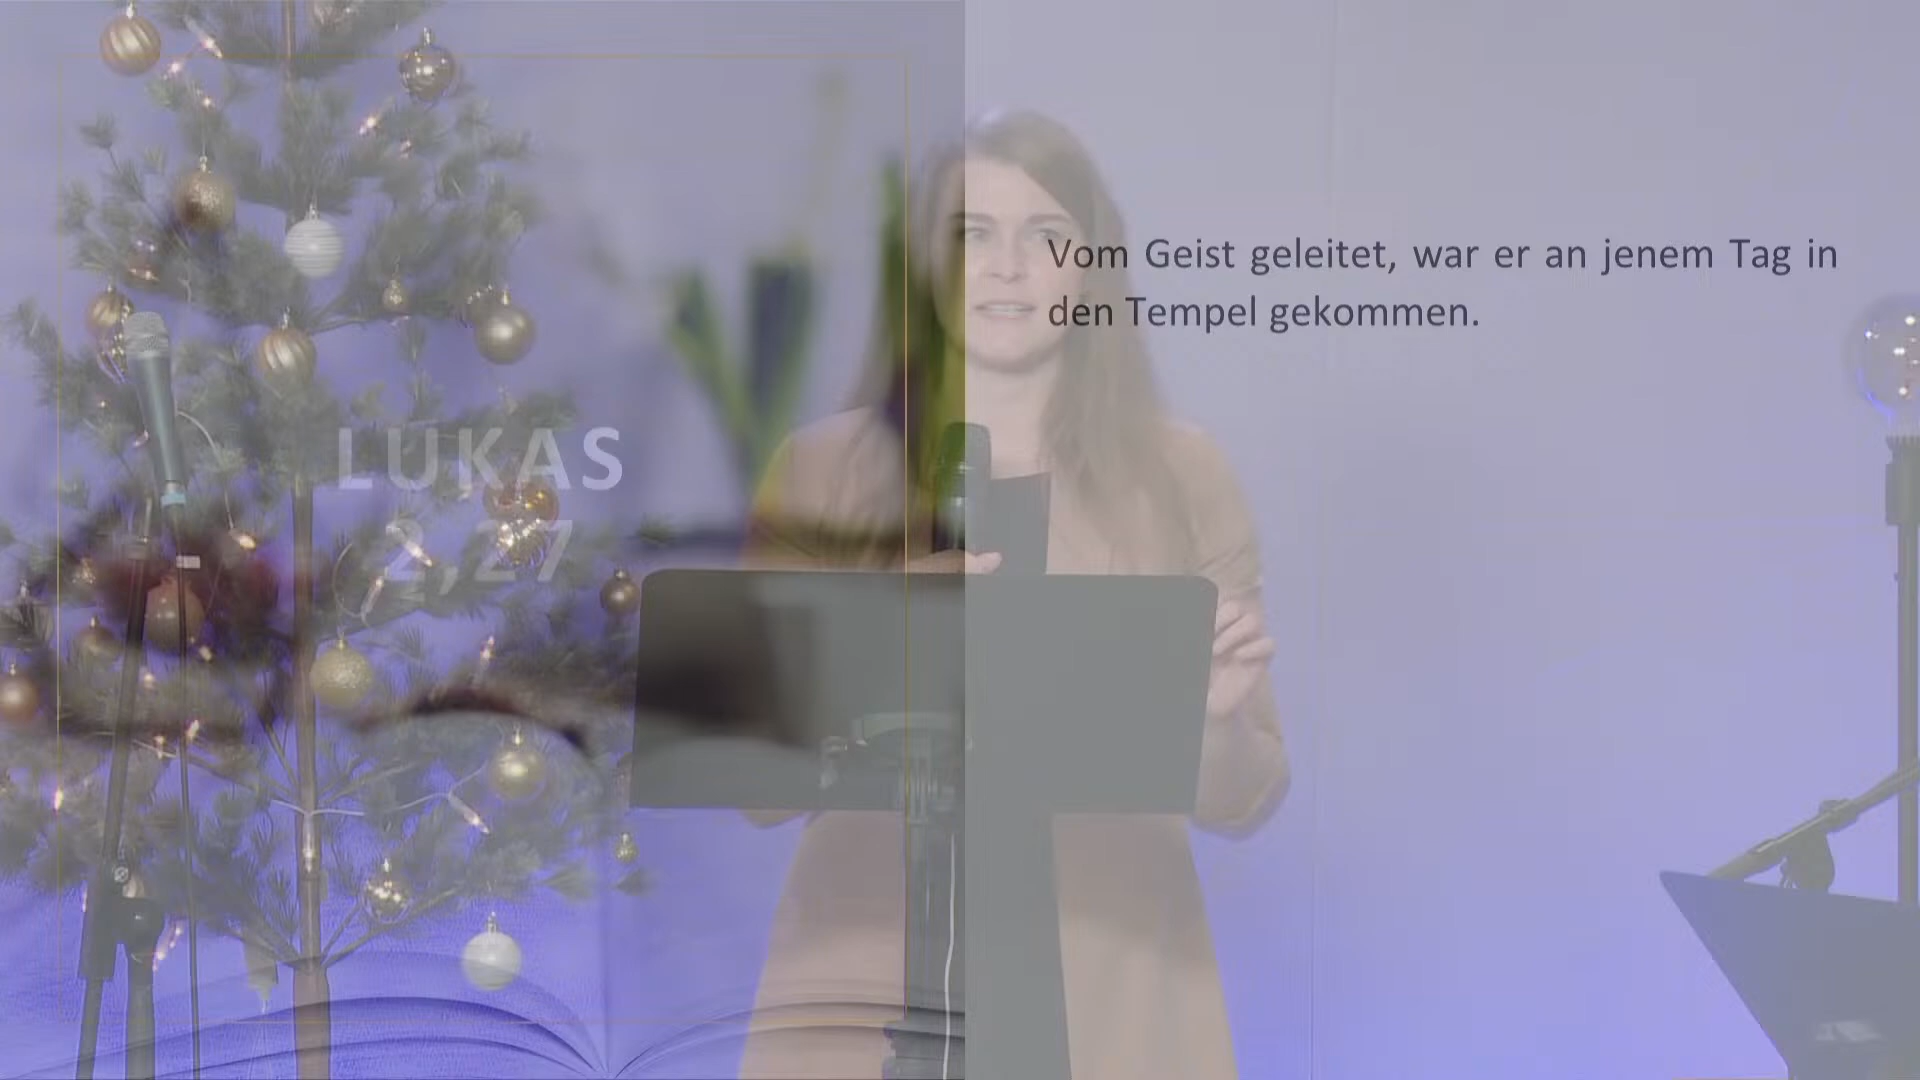 LUKAS
2,27
Vom Geist geleitet, war er an jenem Tag in
den Tempel gekommen.